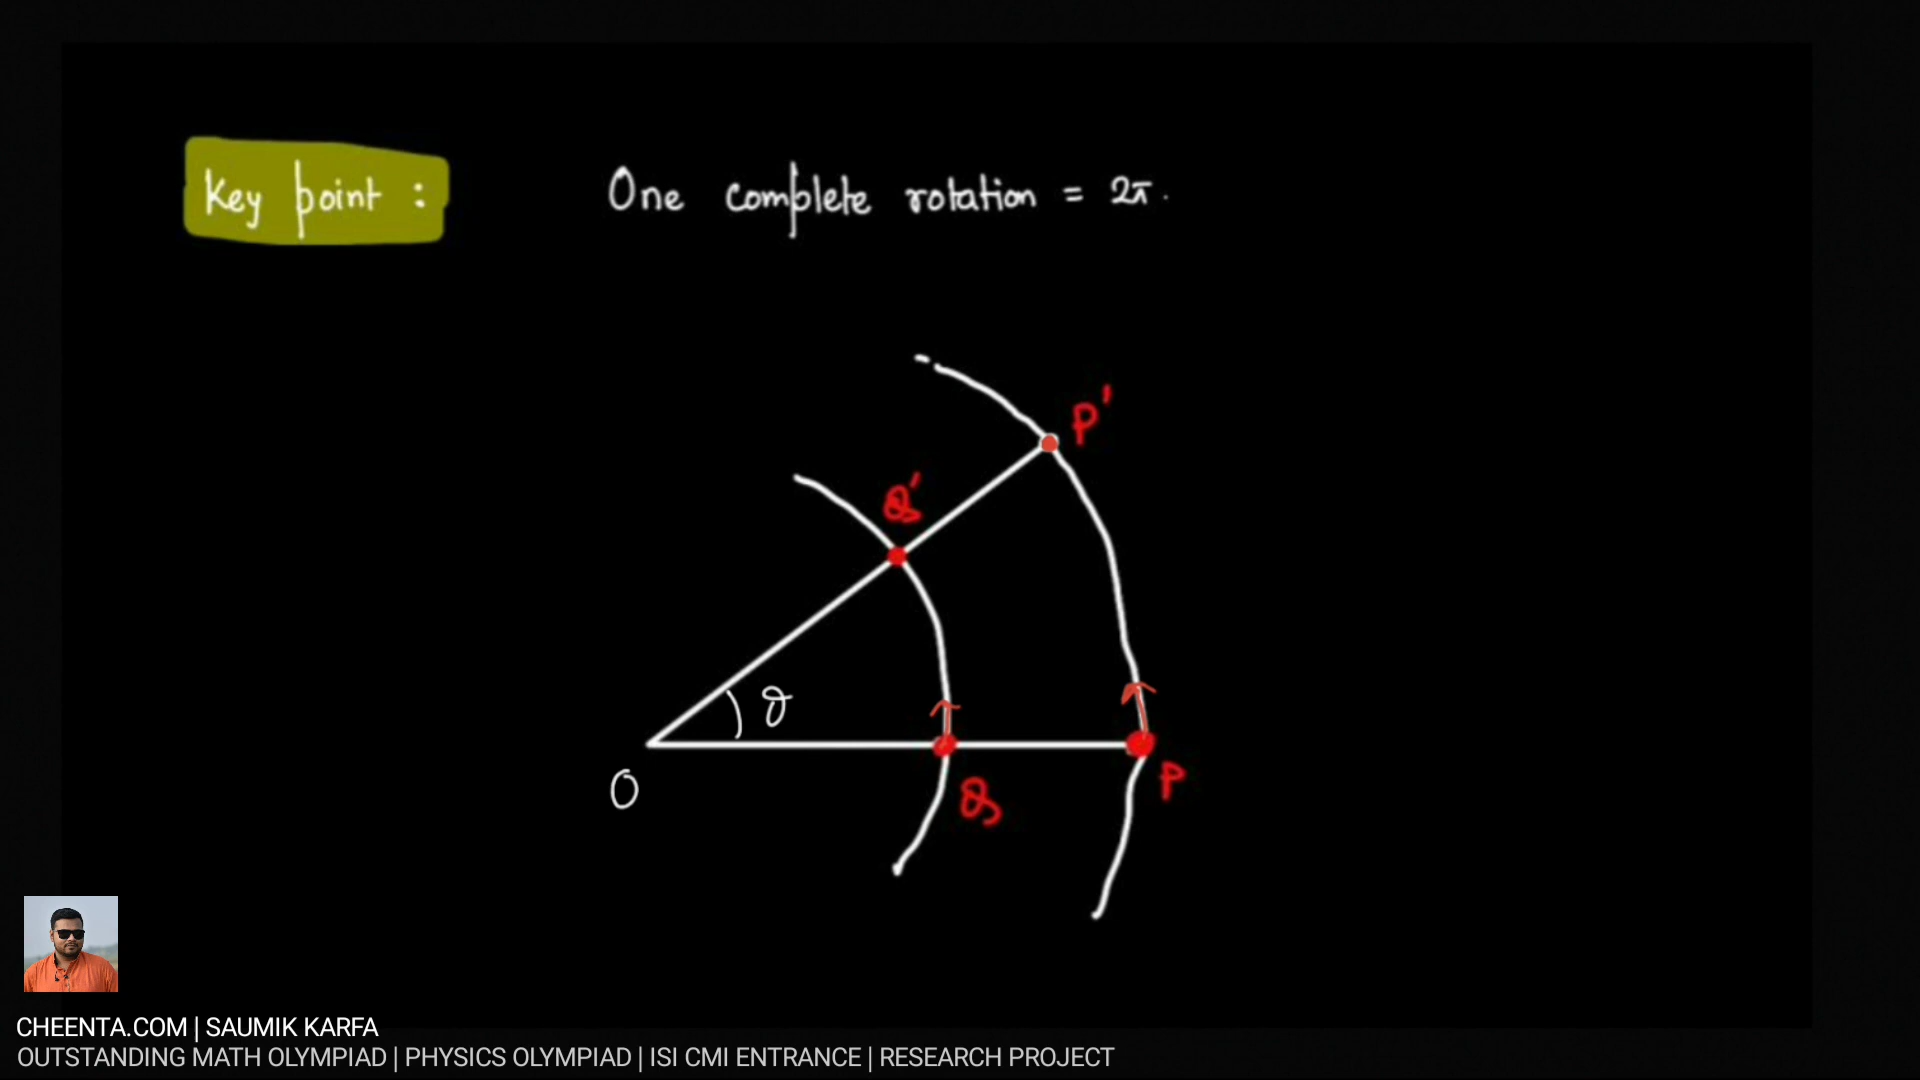 Key point :
One complete rotation = 2π.
P'
Q'
θ
O
Q
P
CHEENTA.COM | SAUMIK KARFA
OUTSTANDING MATH OLYMPIAD | PHYSICS OLYMPIAD | ISI CMI ENTRANCE | RESEARCH PROJECT